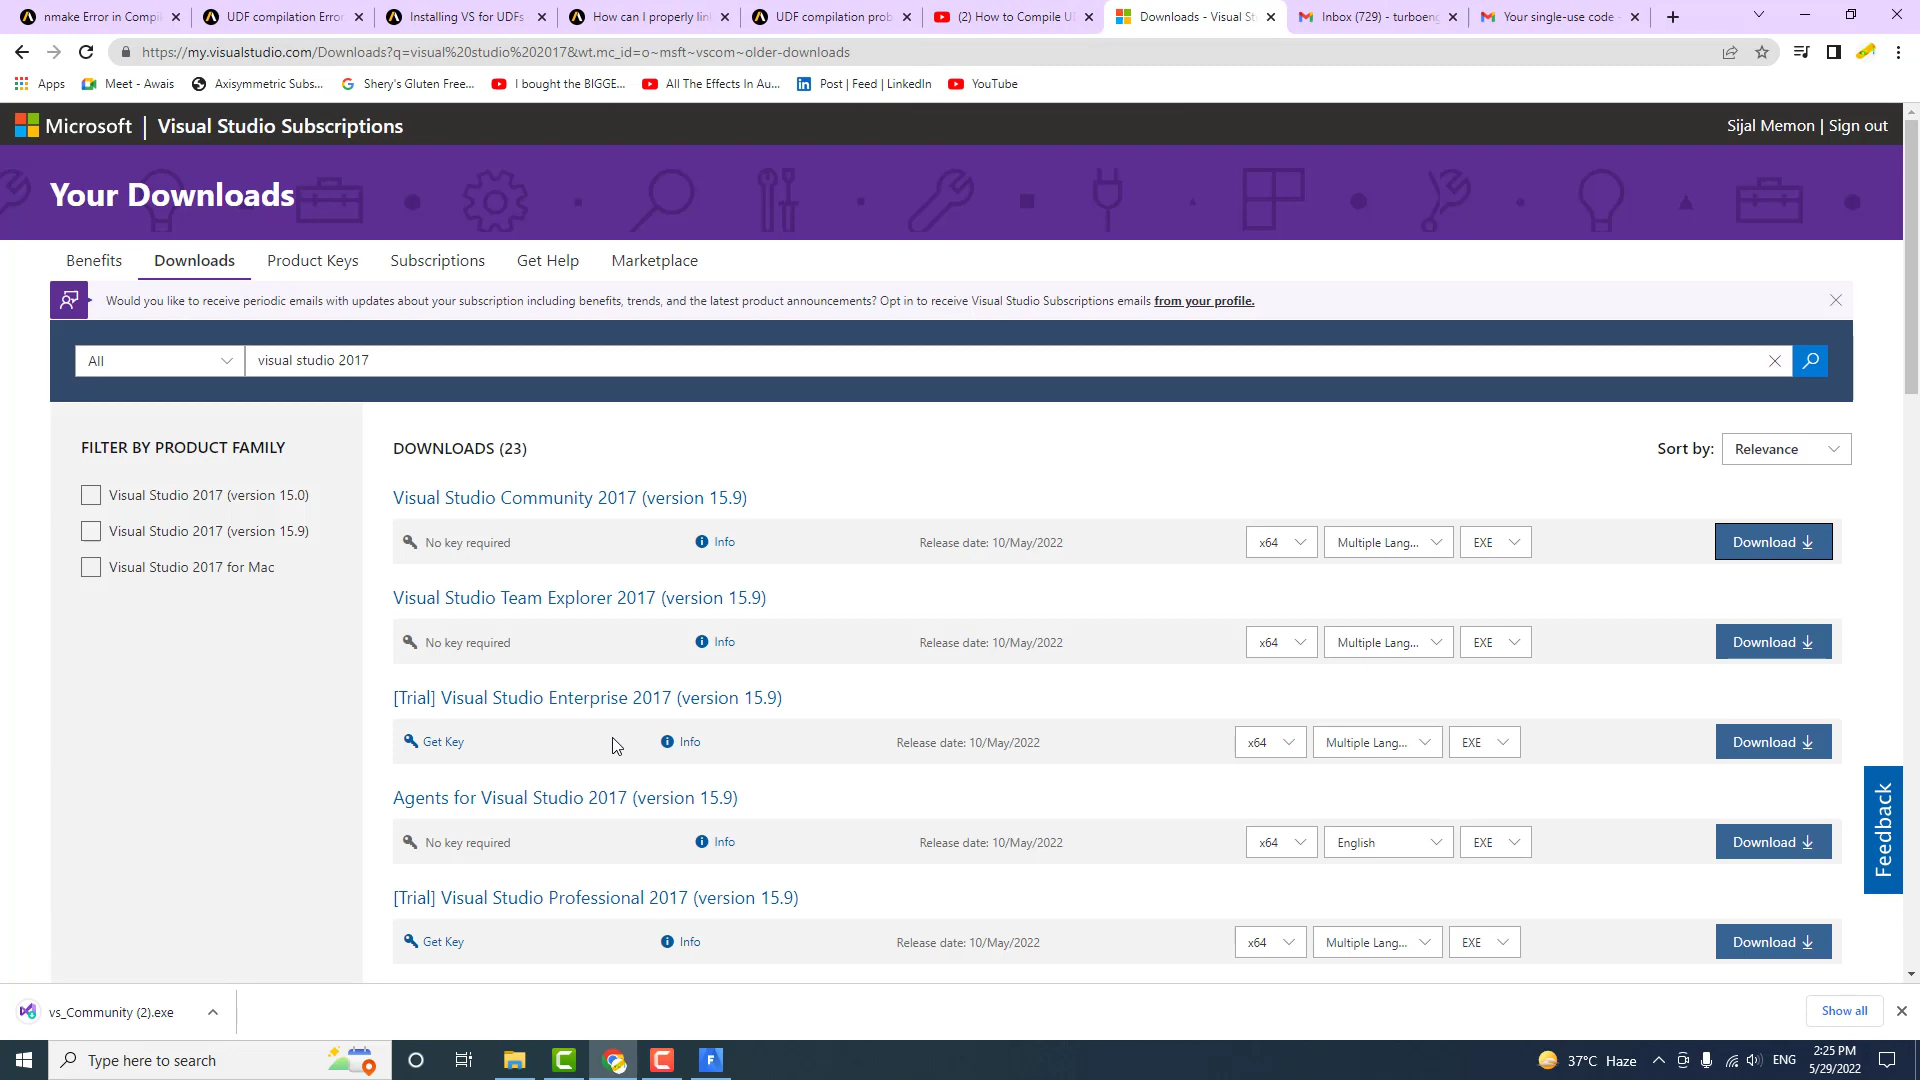 nmake Error in Compil
UDF compilation Error
Installing VS for UDFs -
How can I properly lin
UDF compilation prob
(2) How to Compile U
Downloads - Visual St
Inbox (729) - turboeng
Your single-use code -
https://my.visualstudio.com/Downloads?q=visual%20studio%202017&wt.mc_id=o~msft~vscom~older-downloads
Apps
Meet - Awais
Axisymmetric Subs...
Shery's Gluten Free...
I bought the BIGGE...
All The Effects In Au...
Post | Feed | LinkedIn
YouTube
Microsoft | Visual Studio Subscriptions
Sijal Memon | Sign out
Your Downloads
Benefits
Downloads
Product Keys
Subscriptions
Get Help
Marketplace
Would you like to receive periodic emails with updates about your subscription including benefits, trends, and the latest product announcements? Opt in to receive Visual Studio Subscriptions emails from your profile.
All
visual studio 2017
FILTER BY PRODUCT FAMILY
Visual Studio 2017 (version 15.0)
Visual Studio 2017 (version 15.9)
Visual Studio 2017 for Mac
DOWNLOADS (23)
Sort by: Relevance
Visual Studio Community 2017 (version 15.9)
No key required Info Release date: 10/May/2022 x64 Multiple Lang... EXE Download
Visual Studio Team Explorer 2017 (version 15.9)
No key required Info Release date: 10/May/2022 x64 Multiple Lang... EXE Download
[Trial] Visual Studio Enterprise 2017 (version 15.9)
Get Key Info Release date: 10/May/2022 x64 Multiple Lang... EXE Download
Agents for Visual Studio 2017 (version 15.9)
No key required Info Release date: 10/May/2022 x64 English EXE Download
[Trial] Visual Studio Professional 2017 (version 15.9)
Get Key Info Release date: 10/May/2022 x64 Multiple Lang... EXE Download
Feedback
vs_Community (2).exe
Show all
Type here to search
37°C Haze
ENG
2:25 PM
5/29/2022